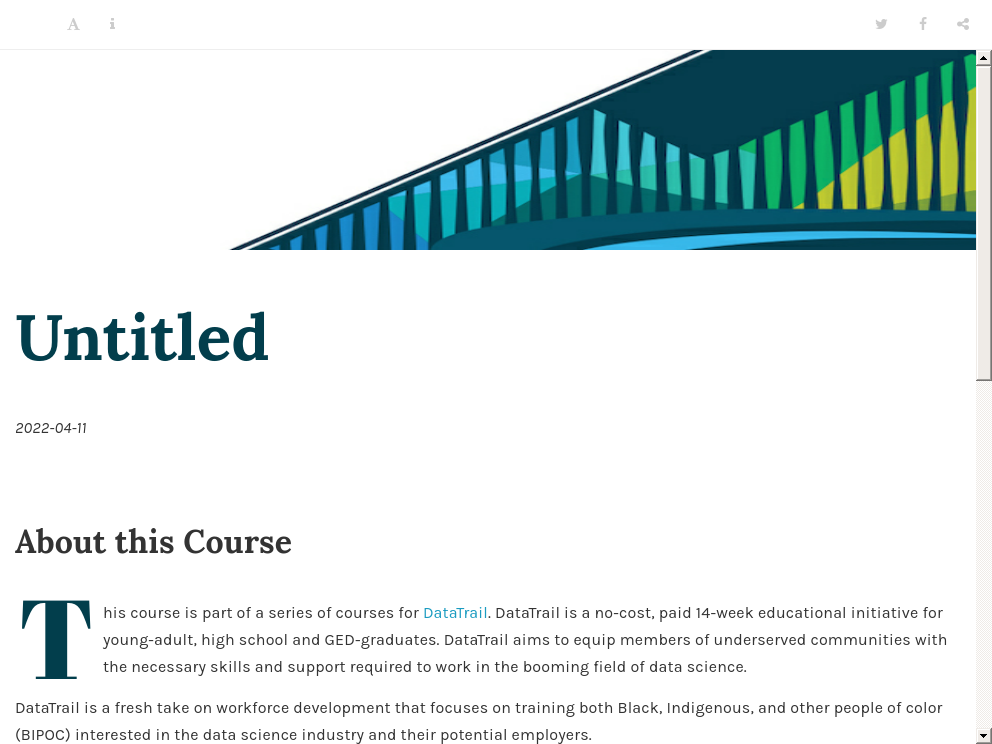 Untitled
2022-04-11
About this Course
This course is part of a series of courses for DataTrail. DataTrail is a no-cost, paid 14-week educational initiative for
young-adult, high school and GED-graduates. DataTrail aims to equip members of underserved communities with
the necessary skills and support required to work in the booming field of data science.
DataTrail is a fresh take on workforce development that focuses on training both Black, Indigenous, and other people of color
(BIPOC) interested in the data science industry and their potential employers.